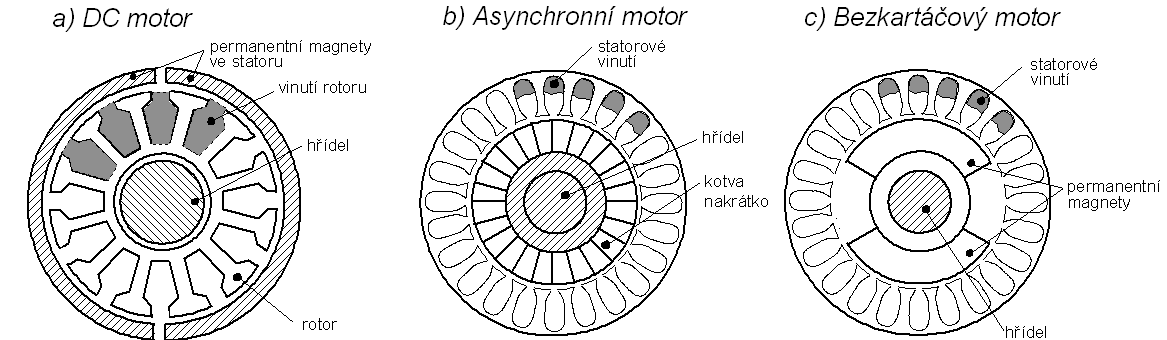 a) DC motor
permanentní magnety
ve statoru
vinutí rotoru
hřídel
rotor
b) Asynchronní motor
statorové
vinutí
hřídel
kotva
nakrátko
c) Bezkartáčový motor
statorové
vinutí
permanentní
magnety
hřídel